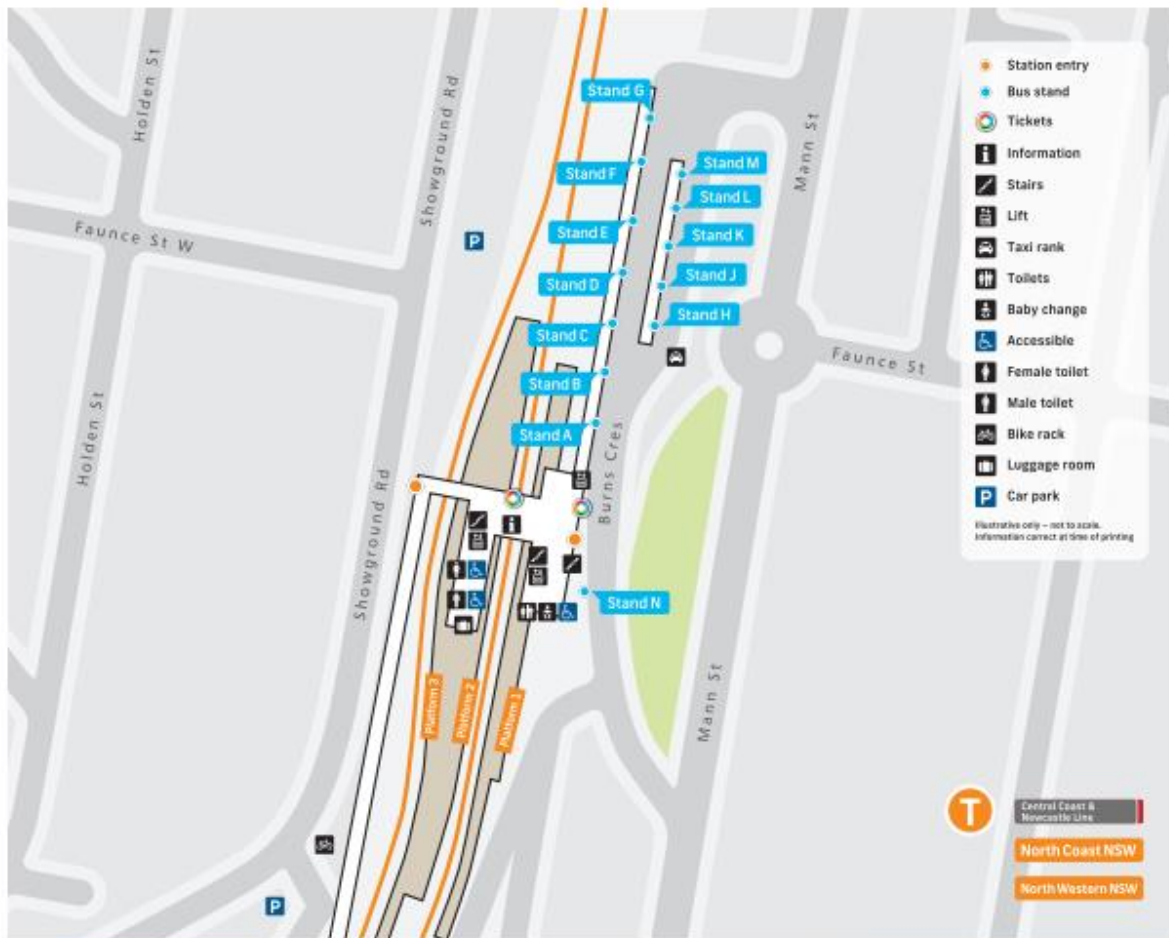 Holden St
Showground Rd
Stand G
Mann St
Stand F
Stand M
Stand L
Faunce St W
Stand E
Stand K
P
Stand D
Stand J
Stand C
Stand H
Faunce St
Stand B
Holden St
Stand A
Burns Cres
Showground Rd
Stand N
Platform 3
Platform 2
Platform 1
Mann St
P
Station entry
Bus stand
Tickets
Information
Stairs
Lift
Taxi rank
Toilets
Baby change
Accessible
Female toilet
Male toilet
Bike rack
Luggage room
P Car park
Illustrative only – not to scale.
Information correct at time of printing
T
Central Coast &
Newcastle Line
North Coast NSW
North Western NSW